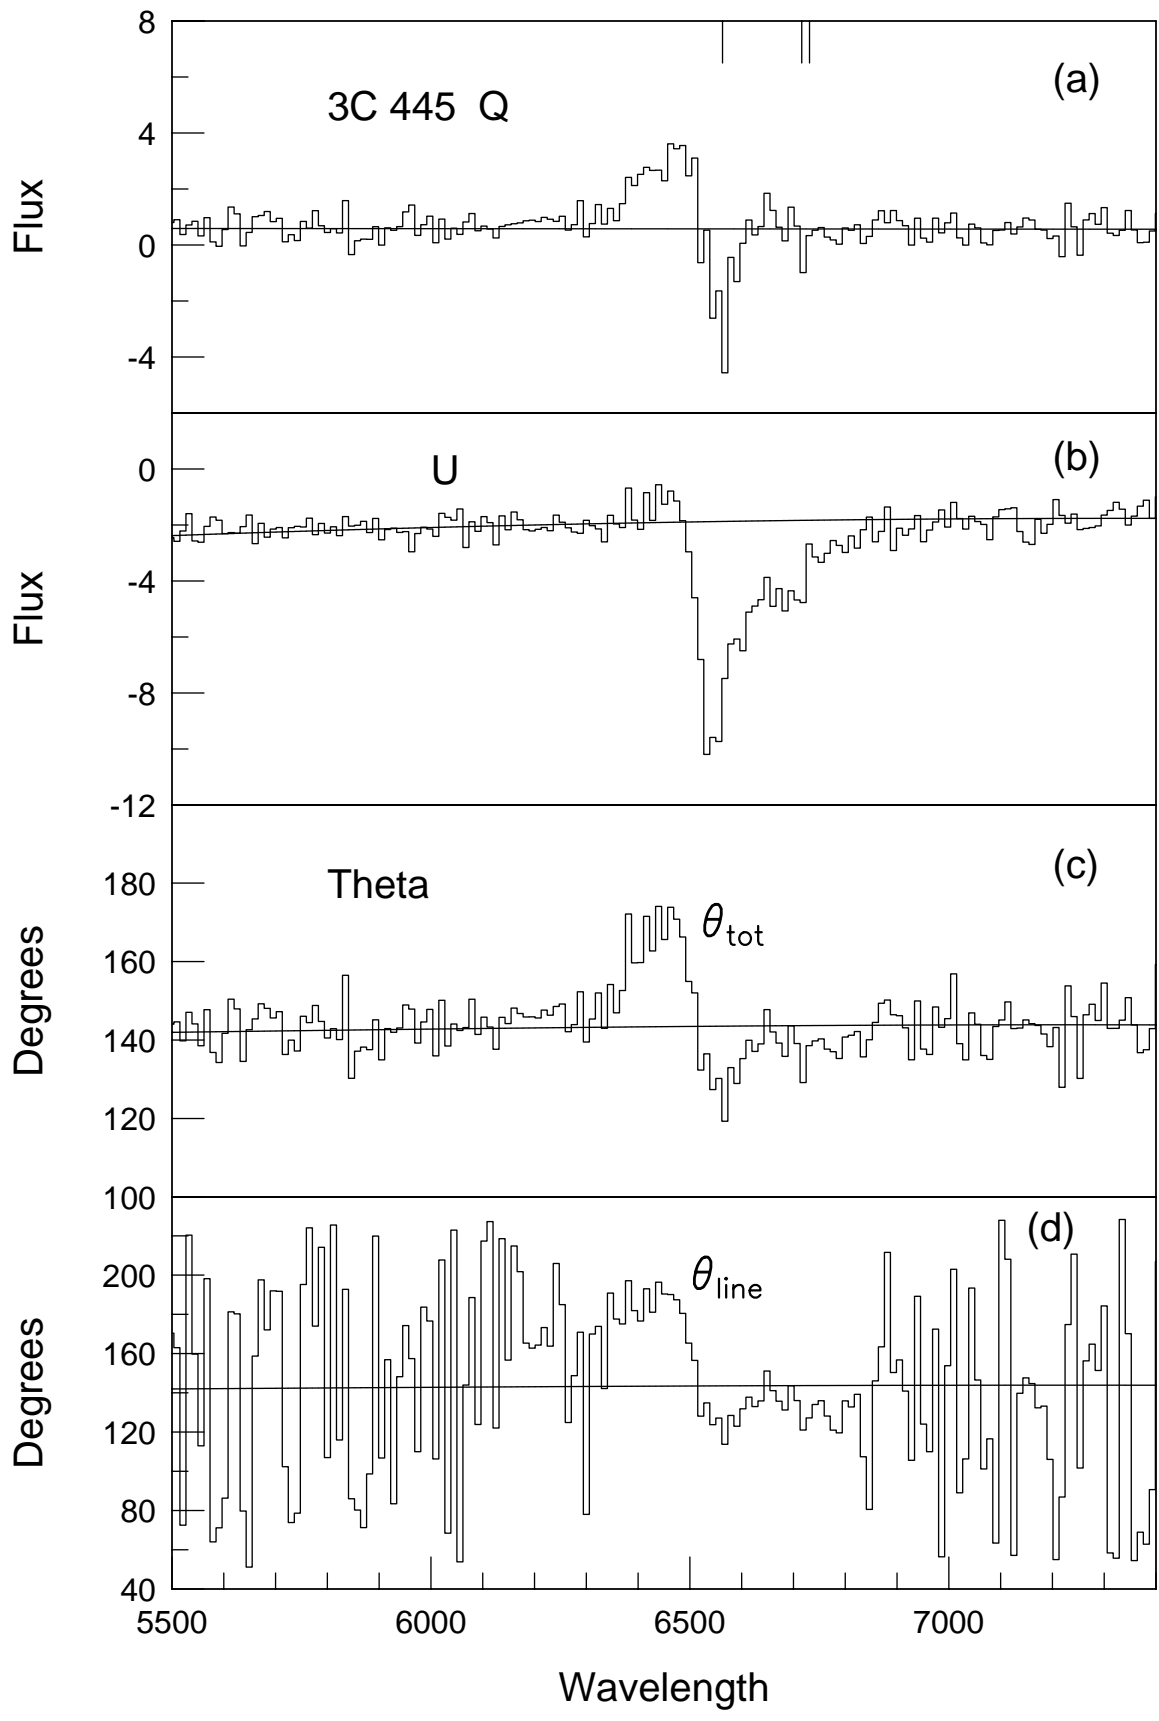 8
(a)
3C 445 Q
4
Flux
0
-4
0
U
(b)
-4
Flux
-8
-12
180
Theta
(c)
θtot
160
Degrees
140
120
100
(d)
200
θline
160
Degrees
120
80
40
5500 6000 6500 7000
Wavelength